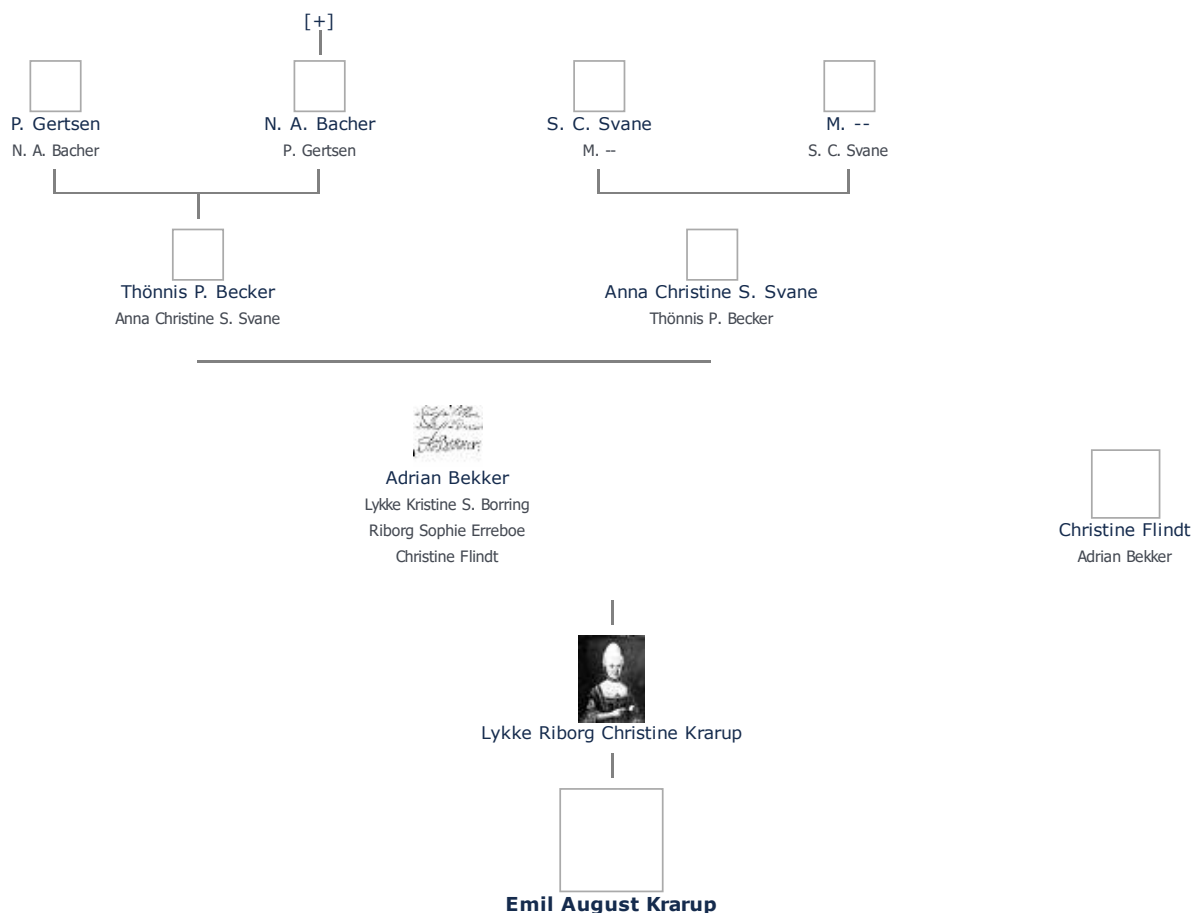 [+]
P. Gertsen
N. A. Bacher
N. A. Bacher
P. Gertsen
S. C. Svane
M. --
M. --
S. C. Svane
Thönnis P. Becker
Anna Christine S. Svane
Anna Christine S. Svane
Thönnis P. Becker
Adrian Bekker
Lykke Kristine S. Borring
Riborg Sophie Erreboe
Christine Flindt
Christine Flindt
Adrian Bekker
Lykke Riborg Christine Krarup
Emil August Krarup